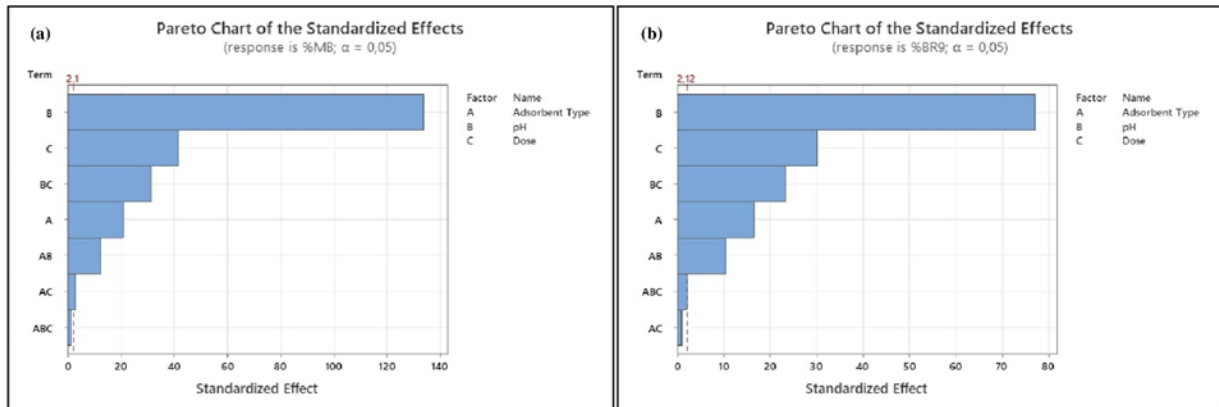 (a)
Pareto Chart of the Standardized Effects
(response is %MB; α = 0,05)
Term
2,1
B
C
BC
A
AB
AC
ABC
0 20 40 60 80 100 120 140
Standardized Effect
Factor Name
A Adsorbent Type
B pH
C Dose
(b)
Pareto Chart of the Standardized Effects
(response is %BR9; α = 0,05)
Term
2,12
B
C
BC
A
AB
ABC
AC
0 10 20 30 40 50 60 70 80
Standardized Effect
Factor Name
A Adsorbent Type
B pH
C Dose